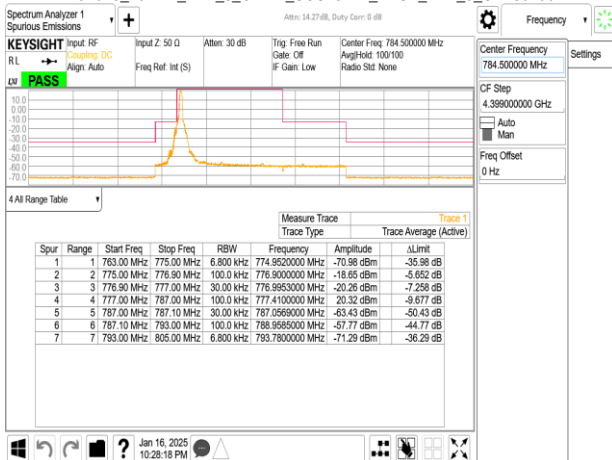 Spectrum Analyzer 1
Spurious Emissions
Attn: 14.27dB, Duty Corr: 0 dB
Frequency
KEYSIGHT
RL
LXI
PASS
Input: RF
Coupling: DC
Align: Auto
Input Z: 50 Ω
Freq Ref: Int (S)
Atten: 30 dB
Trig: Free Run
Gate: Off
IF Gain: Low
Center Freq: 784.500000 MHz
Avg|Hold: 100/100
Radio Std: None
Center Frequency
784.500000 MHz
Settings
CF Step
4.399000000 GHz
Auto
Man
Freq Offset
0 Hz
10.0
0.00
-10.0
-20.0
-30.0
-40.0
-50.0
-60.0
-70.0
4 All Range Table
Measure Trace Trace 1
Trace Type Trace Average (Active)
Spur Range Start Freq Stop Freq RBW Frequency Amplitude ΔLimit
1 1 763.00 MHz 775.00 MHz 6.800 kHz 774.9520000 MHz -70.98 dBm -35.98 dB
2 2 775.00 MHz 776.90 MHz 100.0 kHz 776.9000000 MHz -18.65 dBm -5.652 dB
3 3 776.90 MHz 777.00 MHz 30.00 kHz 776.9953000 MHz -20.26 dBm -7.258 dB
4 4 777.00 MHz 787.00 MHz 100.0 kHz 777.4100000 MHz 20.32 dBm -9.677 dB
5 5 787.00 MHz 787.10 MHz 30.00 kHz 787.0569000 MHz -63.43 dBm -50.43 dB
6 6 787.10 MHz 793.00 MHz 100.0 kHz 788.9585000 MHz -57.77 dBm -44.77 dB
7 7 793.00 MHz 805.00 MHz 6.800 kHz 793.7800000 MHz -71.29 dBm -36.29 dB
Jan 16, 2025
10:28:18 PM